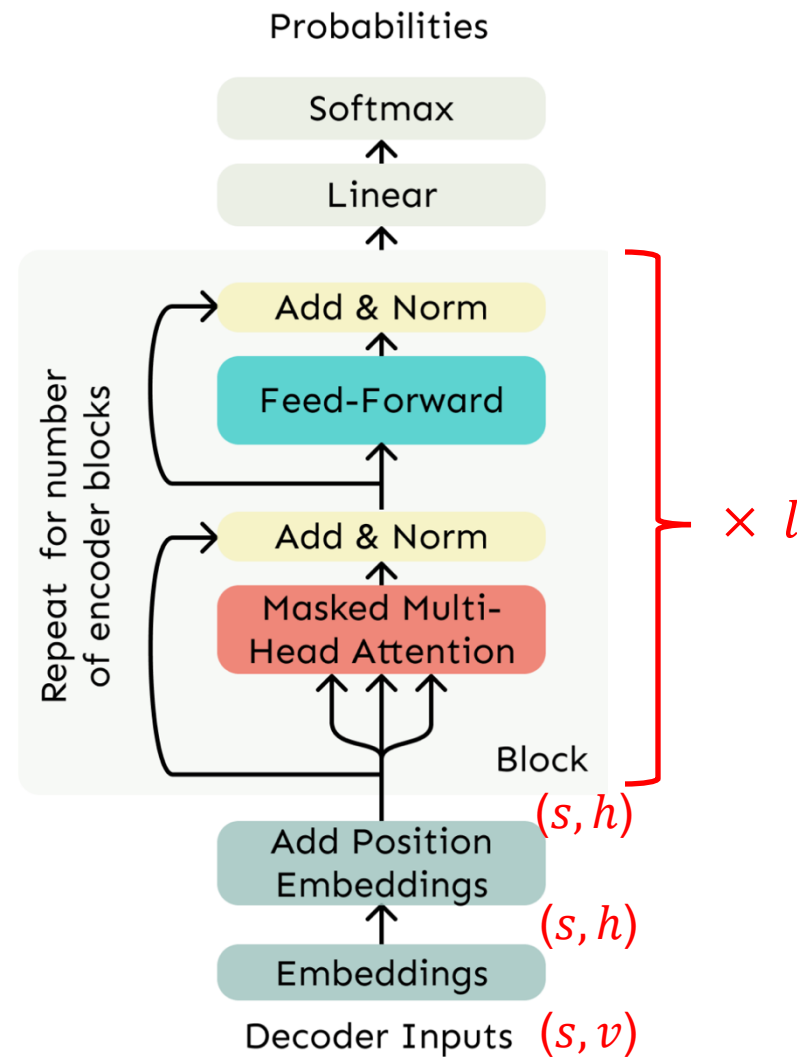 Probabilities
Softmax
Linear
Add & Norm
Feed-Forward
Repeat for number
of encoder blocks
Add & Norm
× l
Masked Multi-
Head Attention
Block
(s, h)
Add Position
Embeddings
(s, h)
Embeddings
Decoder Inputs (s, v)